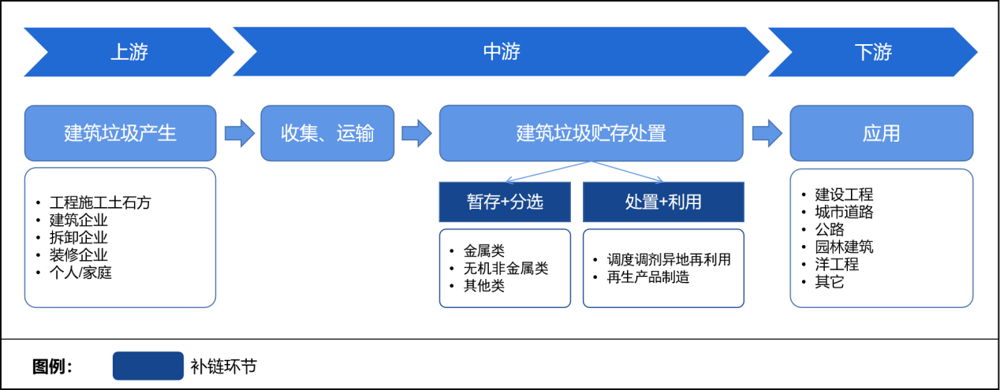 上游
中游
下游
建筑垃圾产生
收集、运输
建筑垃圾贮存处置
应用
• 工程施工土石方
• 建筑企业
• 拆卸企业
• 装修企业
• 个人/家庭
暂存+分选
• 金属类
• 无机非金属类
• 其他类
处置+利用
• 调度调剂异地再利用
• 再生产品制造
• 建设工程
• 城市道路
• 公路
• 园林建筑
• 洋工程
• 其它
图例：
补链环节